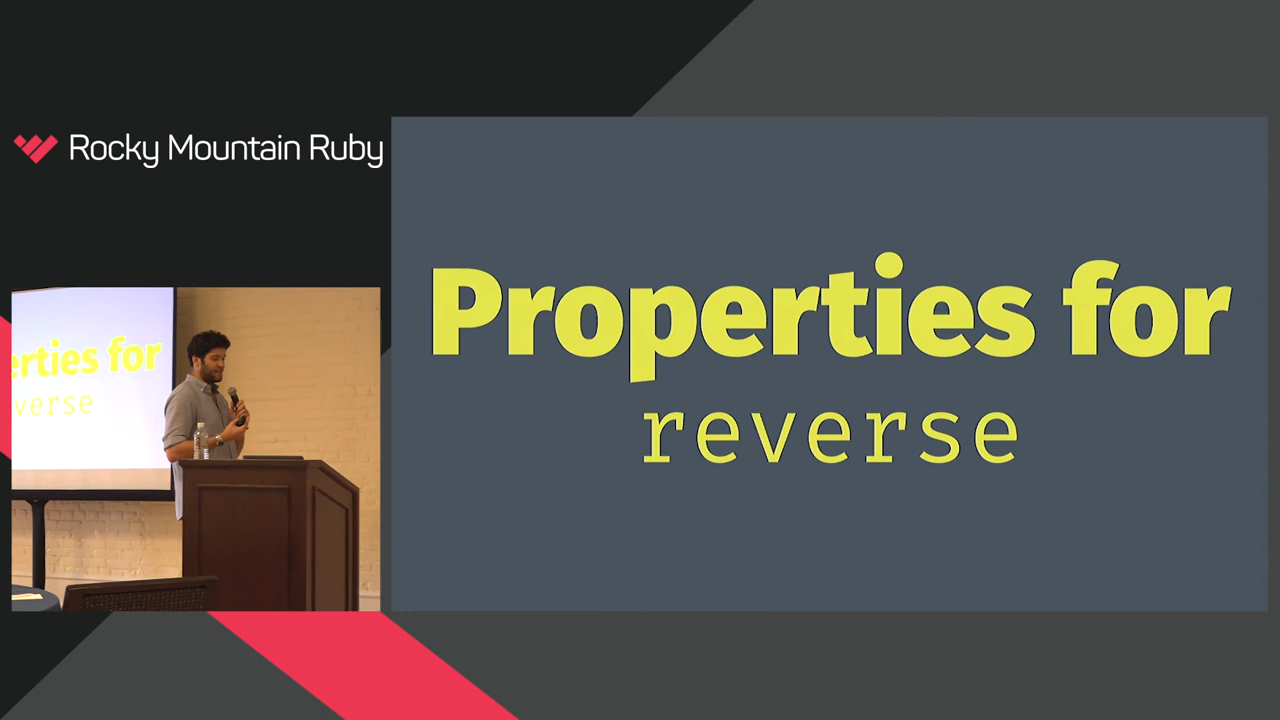 Rocky Mountain Ruby
Properties for
reverse
erties for
verse